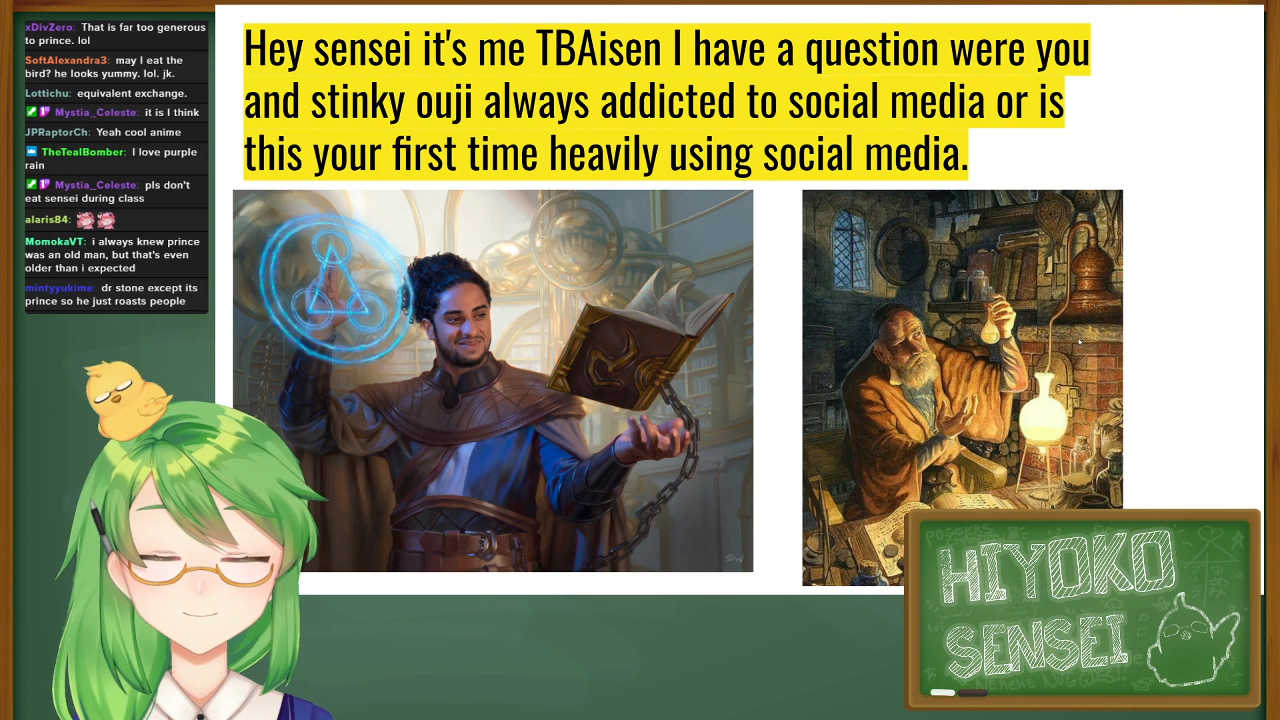 xDivZero: That is far too generous
to prince. lol
SoftAlexandra3: may I eat the
bird? he looks yummy. lol. jk.
Lottichu: equivalent exchange.
Mystia_Celeste: it is I think
JPRaptorCh: Yeah cool anime
TheTealBomber: I love purple
rain
Mystia_Celeste: pls don't
eat sensei during class
alaris84:
MomokaVT: i always knew prince
was an old man, but that's even
older than i expected
mintyyukime: dr stone except its
prince so he just roasts people
Hey sensei it's me TBAisen I have a question were you
and stinky ouji always addicted to social media or is
this your first time heavily using social media.
POGGERS
HIYOKO
SENSEI